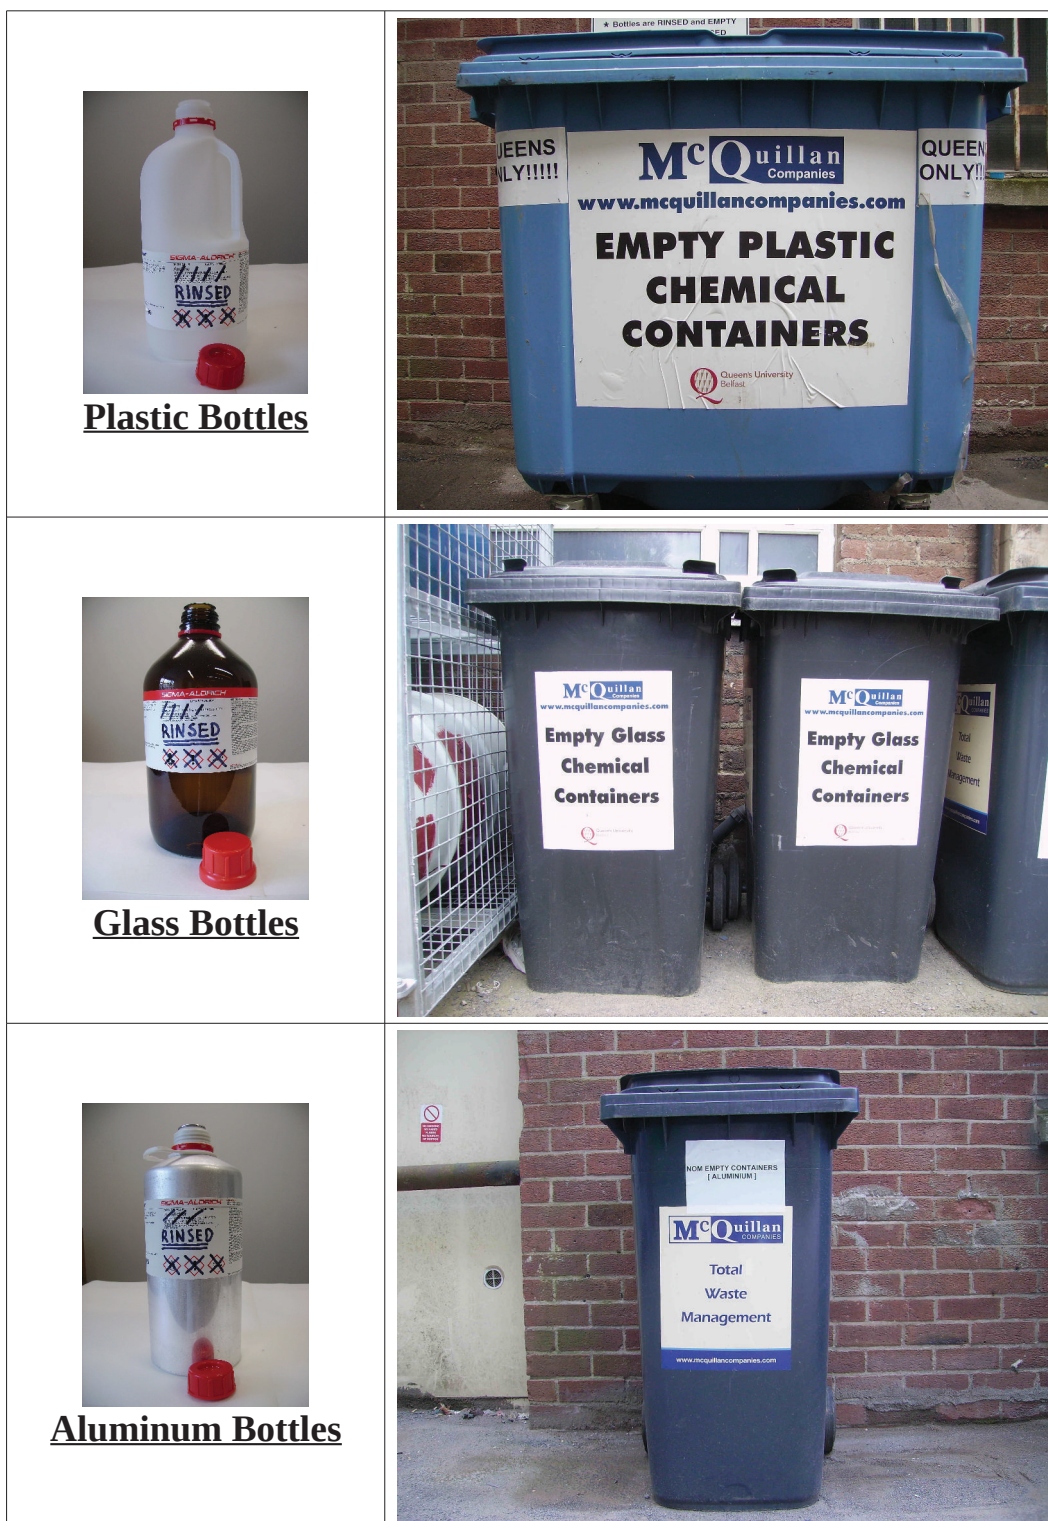 ★ Bottles are RINSED and EMPTY
UEENS
NLY!!!!!
McQuillan
Companies
www.mcquillancompanies.com
EMPTY PLASTIC
CHEMICAL
CONTAINERS
Queen's University
Belfast
QUEEN
ONLY!!
SIGMA-ALDRICH
RINSED
Plastic Bottles
SIGMA-ALDRICH
RINSED
Glass Bottles
McQuillan
Companies
www.mcquillancompanies.com
Empty Glass
Chemical
Containers
McQuillan
Companies
www.mcquillancompanies.com
Empty Glass
Chemical
Containers
Quillan
COMPANIES
Total
Waste
Management
SIGMA-ALDRICH
RINSED
Aluminum Bottles
NOM EMPTY CONTAINERS
[ ALUMINIUM ]
McQuillan
COMPANIES
Total
Waste
Management
www.mcquillancompanies.com